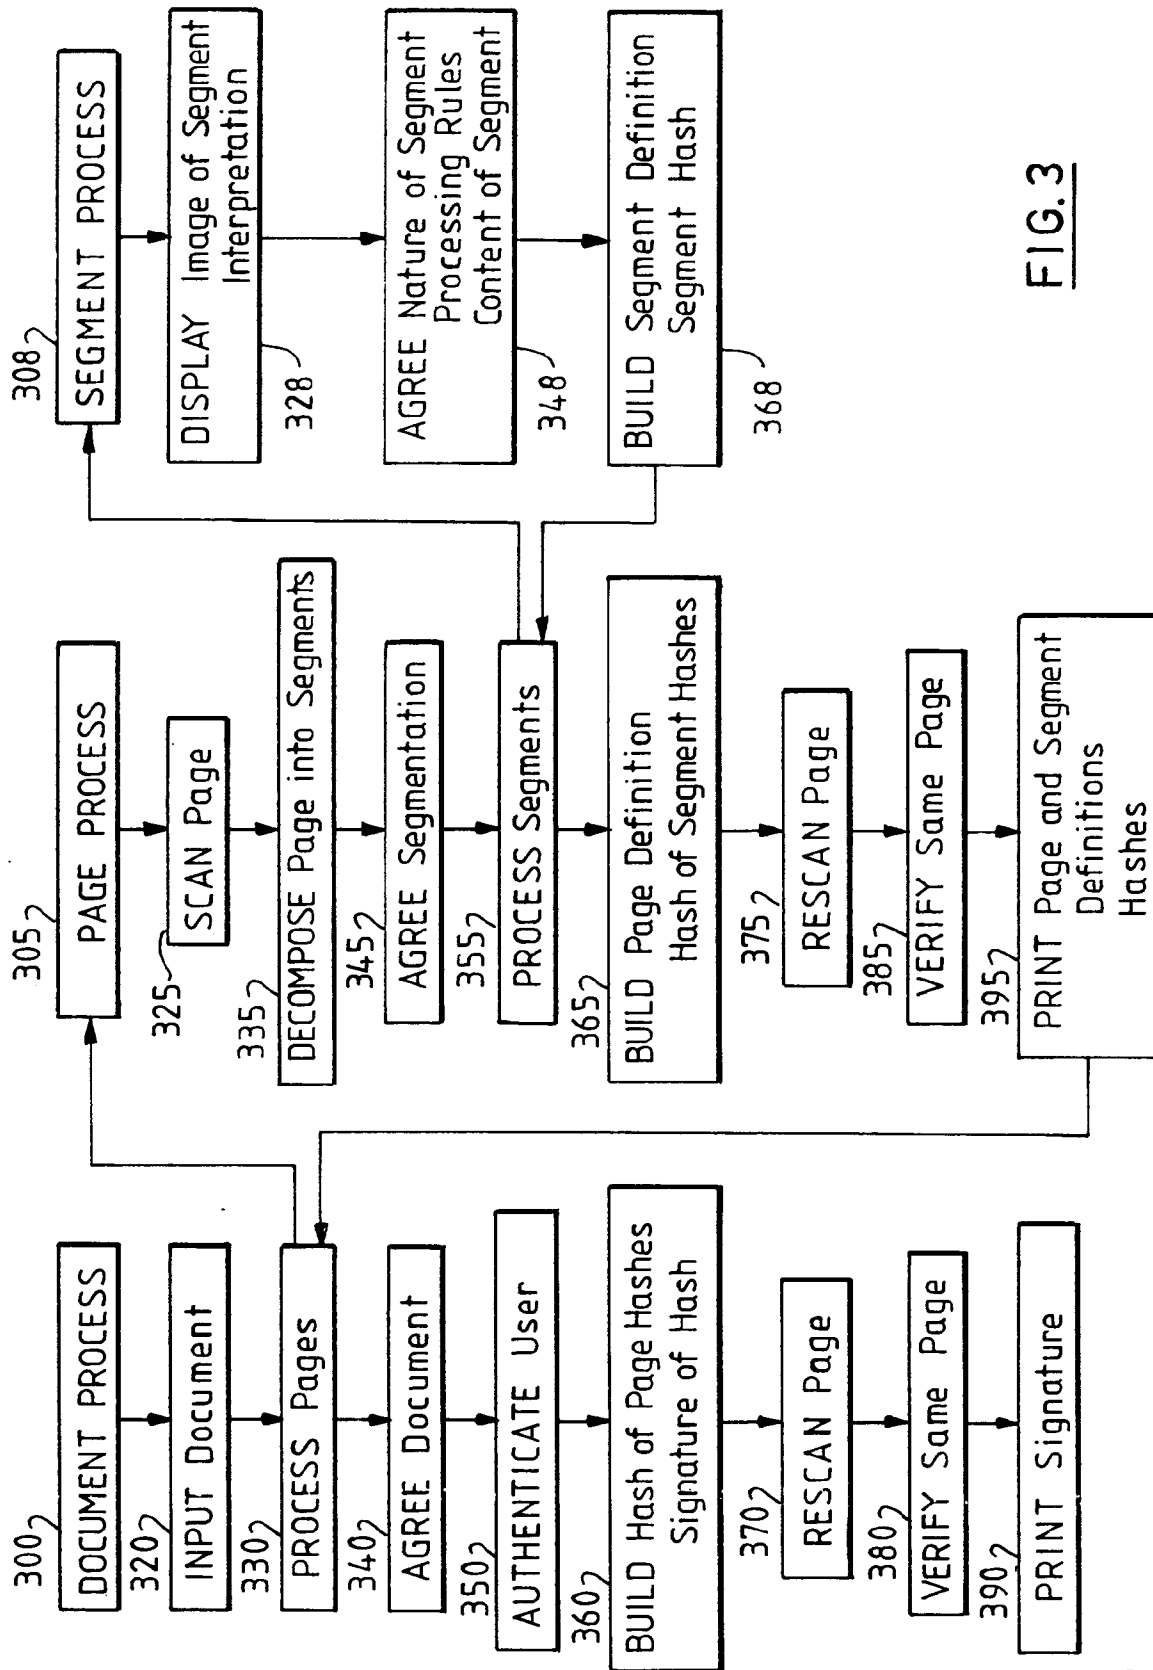 300
DOCUMENT PROCESS
320
INPUT Document
330
PROCESS Pages
340
AGREE Document
350
AUTHENTICATE User
360
BUILD Hash of Page Hashes
Signature of Hash
370
RESCAN Page
380
VERIFY Same Page
390
PRINT Signature
305
PAGE PROCESS
325
SCAN Page
335
DECOMPOSE Page into Segments
345
AGREE Segmentation
355
PROCESS Segments
365
BUILD Page Definition
Hash of Segment Hashes
375
RESCAN Page
385
VERIFY Same Page
395
PRINT Page and Segment
Definitions
Hashes
308
SEGMENT PROCESS
DISPLAY Image of Segment
Interpretation
328
AGREE Nature of Segment
Processing Rules
Content of Segment
348
BUILD Segment Definition
Segment Hash
368
FIG.3